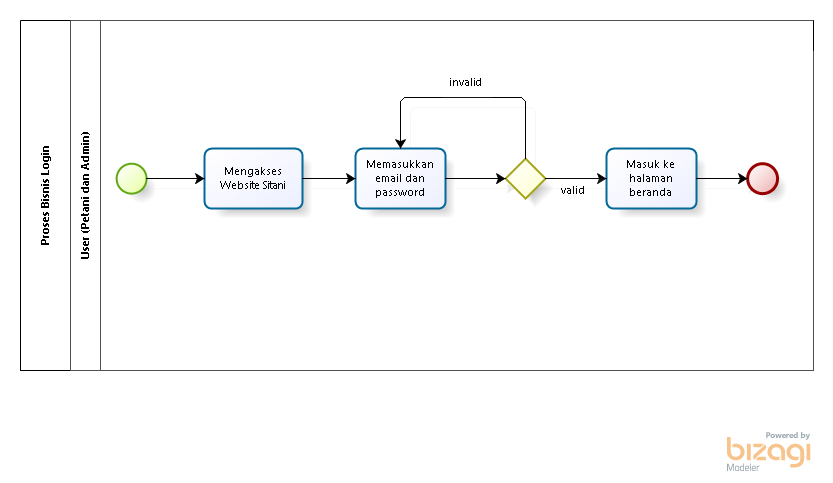 Proses Bisnis Login
User (Petani dan Admin)
invalid
Mengakses
Website Sitani
Memasukkan
email dan
password
valid
Masuk ke
halaman
beranda
Powered by
bizagi
Modeler